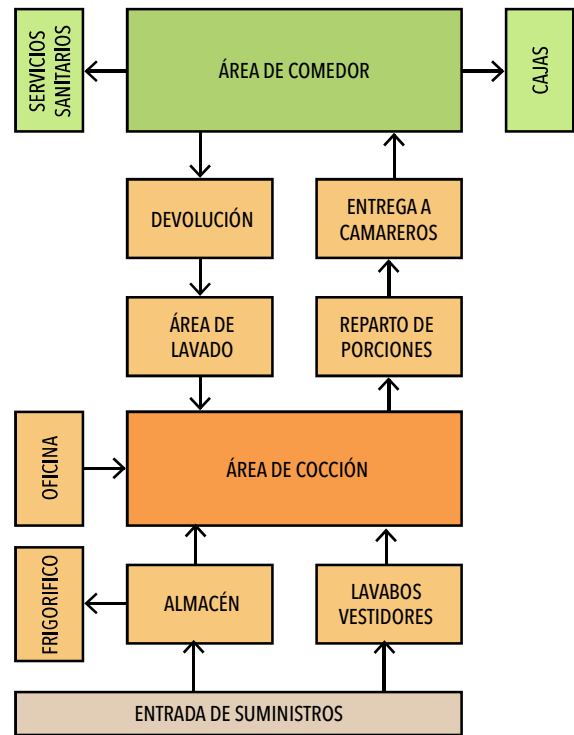 SERVICIOS
SANITARIOS
ÁREA DE COMEDOR
CAJAS
DEVOLUCIÓN
ENTREGA A
CAMAREROS
ÁREA DE
LAVADO
REPARTO DE
PORCIONES
OFICINA
ÁREA DE COCCIÓN
FRIGORIFICO
ALMACÉN
LAVABOS
VESTIDORES
ENTRADA DE SUMINISTROS